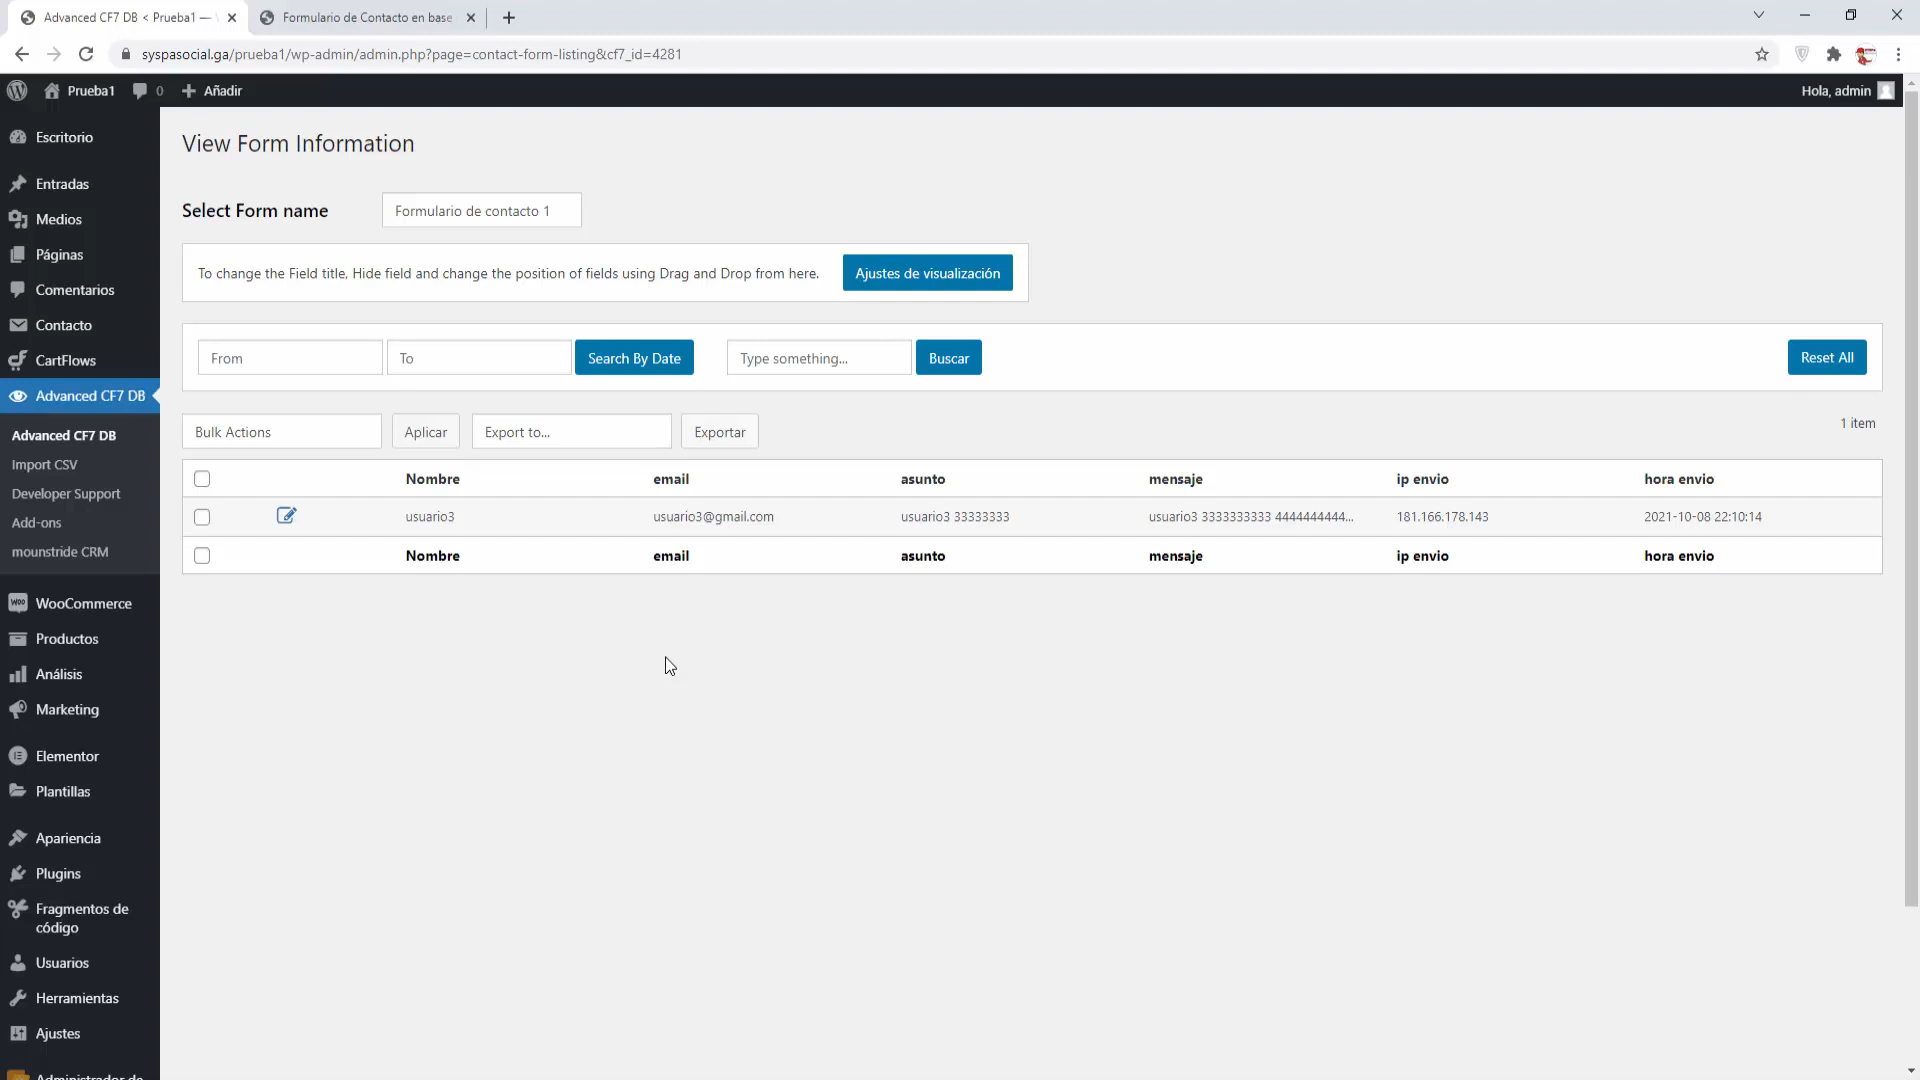 Advanced CF7 DB < Prueba1 —
Formulario de Contacto en base
syspasocial.ga/prueba1/wp-admin/admin.php?page=contact-form-listing&cf7_id=4281
Prueba1
0
Añadir
Hola, admin
Escritorio
Entradas
Medios
Páginas
Comentarios
Contacto
CartFlows
Advanced CF7 DB
Advanced CF7 DB
Import CSV
Developer Support
Add-ons
mounstride CRM
WooCommerce
Productos
Análisis
Marketing
Elementor
Plantillas
Apariencia
Plugins
Fragmentos de
código
Usuarios
Herramientas
Ajustes
Administrador de
View Form Information
Select Form name
Formulario de contacto 1
To change the Field title, Hide field and change the position of fields using Drag and Drop from here.
Ajustes de visualización
From
To
Search By Date
Type something...
Buscar
Reset All
Bulk Actions
Aplicar
Export to...
Exportar
1 item
Nombre email asunto mensaje ip envio hora envio
usuario3 usuario3@gmail.com usuario3 33333333 usuario3 3333333333 4444444444... 181.166.178.143 2021-10-08 22:10:14
Nombre email asunto mensaje ip envio hora envio